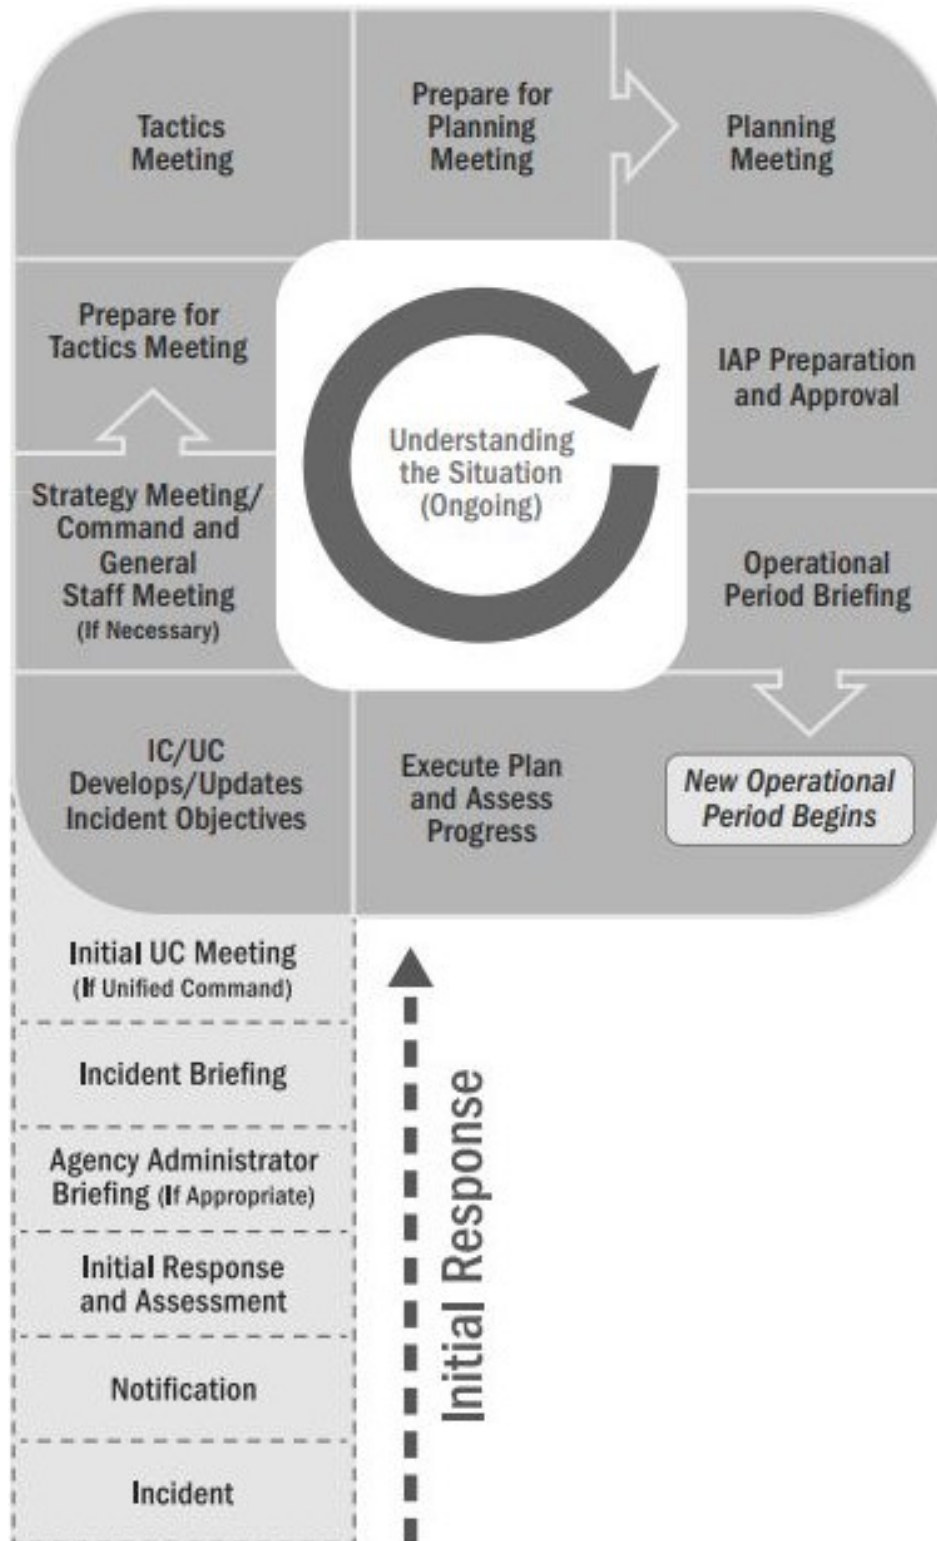 Tactics
Meeting
Prepare for
Planning
Meeting
Planning
Meeting
Prepare for
Tactics Meeting
Understanding
the Situation
(Ongoing)
IAP Preparation
and Approval
Strategy Meeting/
Command and
General
Staff Meeting
(If Necessary)
Operational
Period Briefing
IC/UC
Develops/Updates
Incident Objectives
Execute Plan
and Assess
Progress
New Operational
Period Begins
Initial UC Meeting
(If Unified Command)
Incident Briefing
Agency Administrator
Briefing (If Appropriate)
Initial Response
and Assessment
Notification
Incident
Initial Response